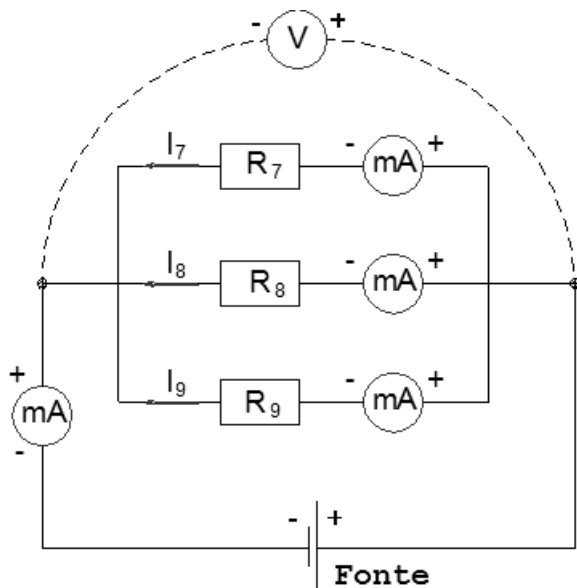 - V +
I7 R7 - mA +
I8 R8 - mA +
I9 R9 - mA +
+
mA
-
- +
Fonte